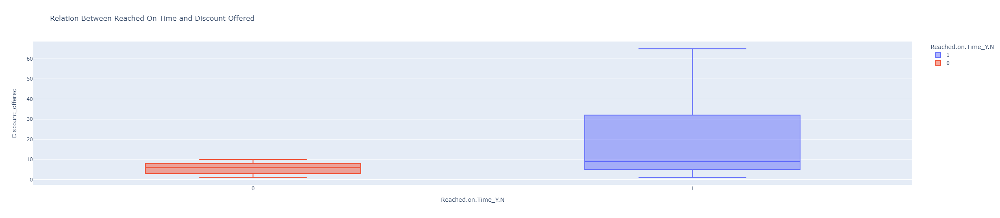 Relation Between Reached On Time and Discount Offered
Reached.on.Time_Y.N
1
0
60
50
40
30
20
10
0
Discount_offered
0
1
Reached.on.Time_Y.N